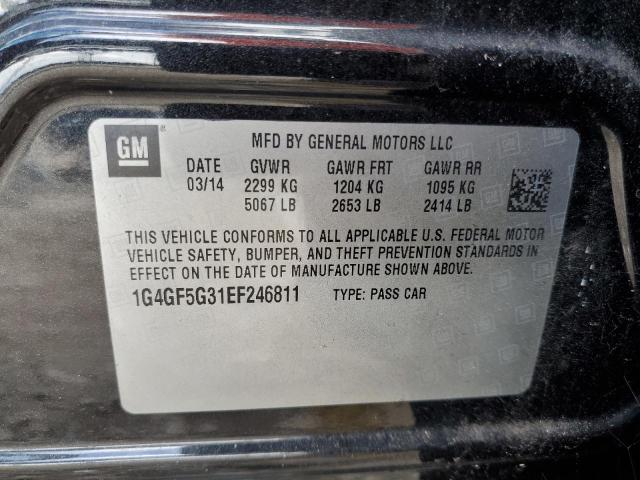 GM
MFD BY GENERAL MOTORS LLC
DATE GVWR GAWR FRT GAWR RR
03/14 2299 KG 1204 KG 1095 KG
5067 LB 2653 LB 2414 LB
THIS VEHICLE CONFORMS TO ALL APPLICABLE U.S. FEDERAL MOTOR
VEHICLE SAFETY, BUMPER, AND THEFT PREVENTION STANDARDS IN
EFFECT ON THE DATE OF MANUFACTURE SHOWN ABOVE.
1G4GF5G31EF246811 TYPE: PASS CAR